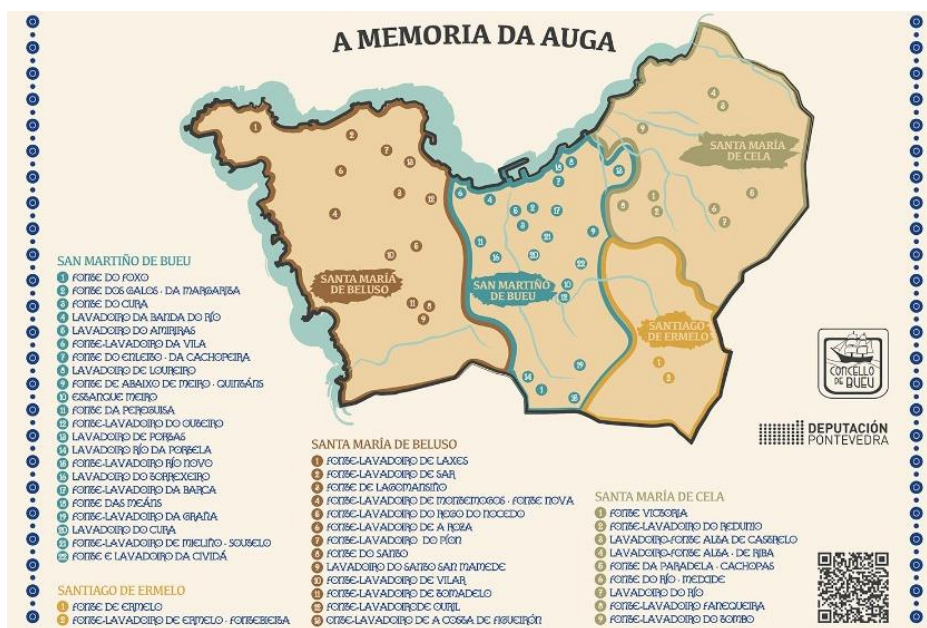 A MEMORIA DA AUGA
SANTA MARÍA
DE CELA
SANTA MARÍA
DE BELUSO
SAN MARTIÑO
DE BUEU
SANTIAGO
DE ERMELO
SAN MARTIÑO DE BUEU
1 FONTE DO FOXO
2 FONTE DOS GALOS · DA MARGARITA
3 FONTE DO CURA
4 LAVADOIRO DA BANDA DO RÍO
5 LAVADOIRO DO AMIRIRAS
6 FONTE-LAVADOIRO DA VILA
7 FONTE DO ENLEITO · DA CACHOPEIRA
8 LAVADOIRO DE LOUREIRO
9 FONTE DE ABAIXO DE MEIRO · QUINTÁNS
10 ESTANQUE MEIRO
11 FONTE DA PEREGUISA
12 FONTE-LAVADOIRO DO OUTEIRO
13 LAVADOIRO DE PORTAS
14 LAVADOIRO RÍO DA PORTELA
15 FONTE-LAVADOIRO RÍO NOVO
16 LAVADOIRO DO TORREXEIRO
17 FONTE-LAVADOIRO DA BARCA
18 FONTE DAS MEÁNS
19 FONTE-LAVADOIRO DA GRAÑA
20 LAVADOIRO DO CURA
21 FONTE-LAVADOIRO DE MIELIÑO · SOUTELO
22 FONTE E LAVADOIRO DA CIVIDÁ
SANTIAGO DE ERMELO
1 FONTE DE ERMELO
2 FONTE-LAVADOIRO DE ERMELO · FONTENEITA
SANTA MARÍA DE BELUSO
1 FONTE-LAVADOIRO DE LAXES
2 FONTE-LAVADOIRO DE SAR
3 FONTE DE LAGOMANSIÑO
4 FONTE-LAVADOIRO DE MONTEMOGOS · FONTE NOVA
5 FONTE-LAVADOIRO DO REGO DO NOCEDO
6 FONTE-LAVADOIRO DE A ROZA
7 FONTE-LAVADOIRO DO PÍON
8 FONTE DO SANTO
9 LAVADOIRO DO SANTO SAN MAMEDE
10 FONTE-LAVADOIRO DE VILAR
11 FONTE-LAVADOIRO DE TOMADELO
12 FONTE-LAVADOIRODE OURIL
13 ONTE-LAVADOIRO DE A COSTA DE FIGUEIRÓN
SANTA MARÍA DE CELA
1 FONTE VICTORIA
2 FONTE-LAVADOIRO DO REDUNIO
3 LAVADOIRO-FONTE ALTA DE CASTRELO
4 LAVADOIRO-FONTE ALTA · DE RIBA
5 FONTE DA PARADELA · CACHOPAS
6 FONTE DO RÍO · MEDIDE
7 LAVADOIRO DO RÍO
8 FONTE-LAVADOIRO FANEQUEIRA
9 FONTE-LAVADOIRO DO TOMBO
CONCELLO
DE BUEU
DEPUTACIÓN
PONTEVEDRA